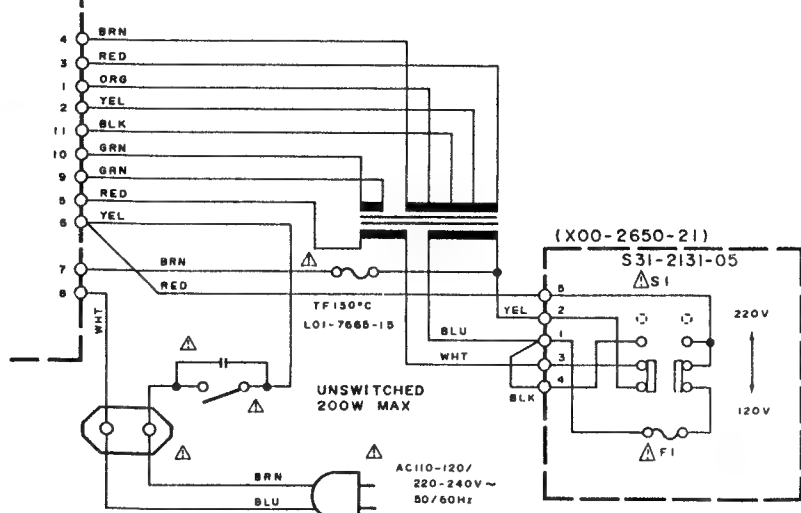 4 BRN
3 RED
1 ORG
2 YEL
11 BLK
10 GRN
9 GRN
5 RED
6 YEL
7 BRN
RED
8
WHT
TF150°C
L01-7665-15
(X00-2650-21)
S31-2131-05
⚠S1
5
YEL 2
BLU 1
WHT 3
BLK 4
220V
120V
⚠F1
UNSWITCHED
200W MAX
BRN
BLU
AC110-120/
220-240V~
50/60Hz